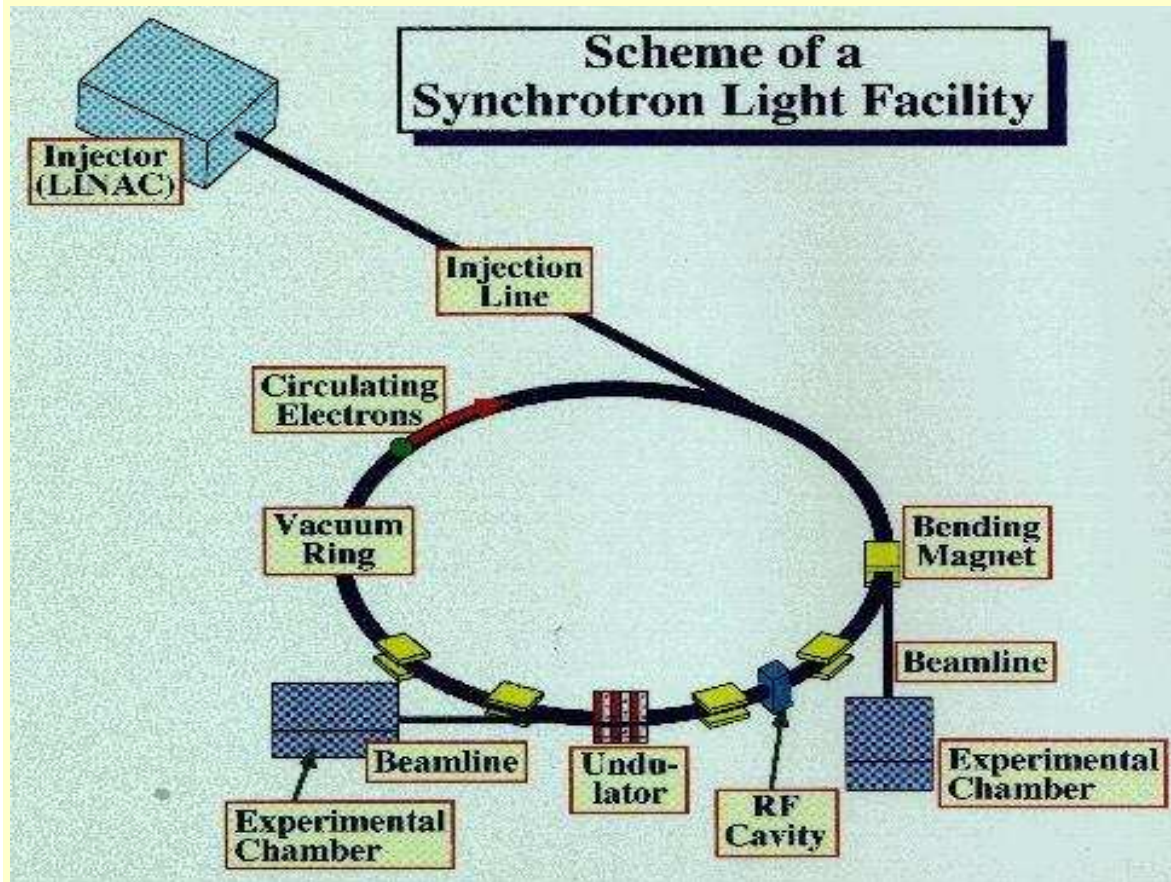 Scheme of a
Synchrotron Light Facility
Injector
(LINAC)
Injection
Line
Circulating
Electrons
Vacuum
Ring
Bending
Magnet
Beamline
Experimental
Chamber
Beamline
Undu-
lator
RF
Cavity
Experimental
Chamber